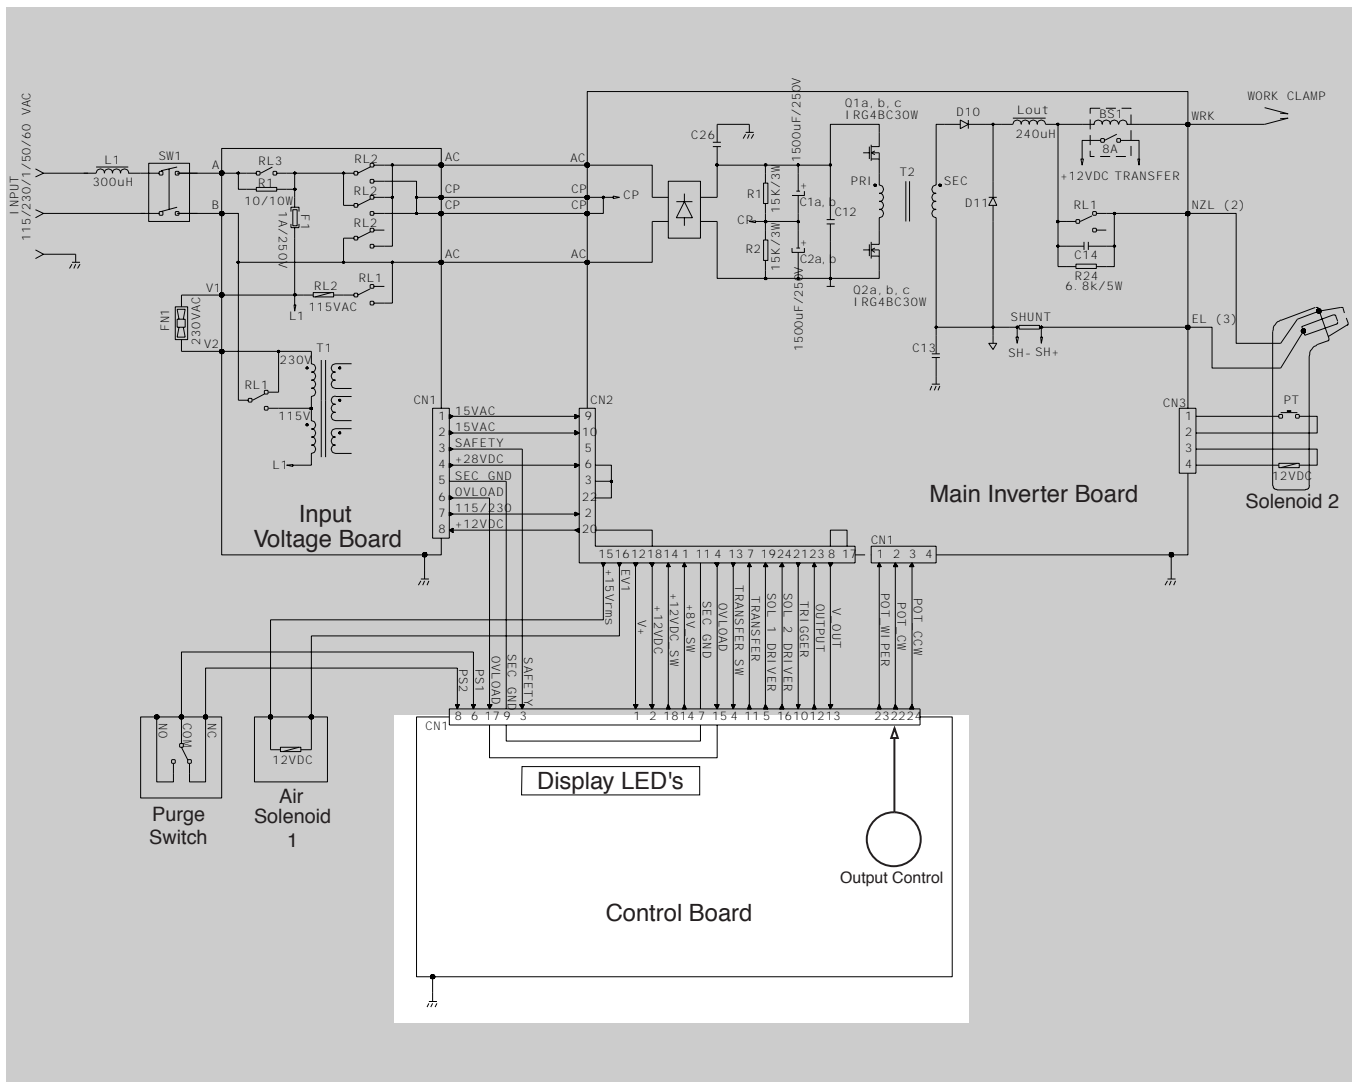 INPUT
115/230/1/50/60 VAC
L1
300uH
SW1
A
B
RL3
R1
10/10W
F1
1A/250V
RL2
RL2
RL2
AC
CP
CP
AC
AC
CP
CP
AC
CP
V1
V2
FN1
230VAC
RL2
115VAC
RL1
L1
T1
230V
RL1
115V
L1
Input
Voltage Board
C26
R1
15K/3W
CP
R2
15K/3W
1500uF/250V
+
C1a, b
+
C2a, b
1500uF/250V
C12
Q1a, b, c
IRG4BC30W
PRI
T2
SEC
Q2a, b, c
IRG4BC30W
D10
D11
Lout
240uH
BS1
8A
+12VDC TRANSFER
RL1
C14
R24
6.8k/5W
SHUNT
SH- SH+
C13
WRK
WORK CLAMP
NZL (2)
EL (3)
CN3
1
2
3
4
PT
12VDC
Solenoid 2
Main Inverter Board
CN1
1 15VAC
2 15VAC
3 SAFETY
4 +28VDC
5 SEC GND
6 OVLOAD
7 115/230
8 +12VDC
CN2
9
10
5
6
3
22
2
20
15 16 12 18 14 1 11 4 13 7 19 24 21 23 8 17
CN1
1 2 3 4
+15Vrms
EV1
V+
+12VDC
+12VDC SW
+8V SW
SEC GND
OVLOAD
TRANSFER SW
TRANSFER
SOL 1 DRIVER
SOL 2 DRIVER
TRIGGER
OUTPUT
V OUT
POT WIPER
POT CW
POT CCW
PS2
PS1
OVLOAD
SEC GND
SAFETY
CN1
8 6 17 9 3 1 2 18 14 7 15 4 11 5 16 10 12 13 23 22 24
NO
COM
NC
Purge
Switch
12VDC
Air
Solenoid
1
Display LED's
Output Control
Control Board